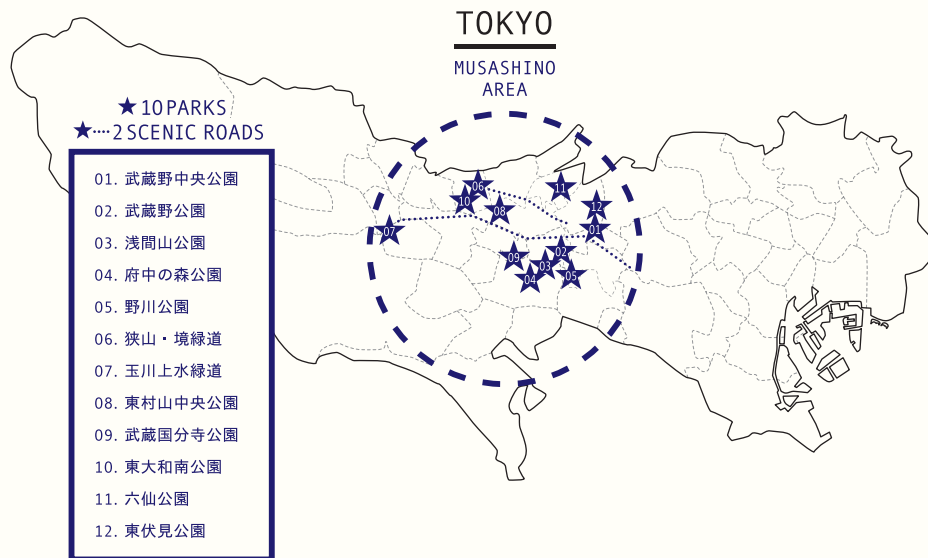 TOKYO
MUSASHINO
AREA
★10 PARKS
★····2 SCENIC ROADS
01. 武蔵野中央公園
02. 武蔵野公園
03. 浅間山公園
04. 府中の森公園
05. 野川公園
06. 狭山・境緑道
07. 玉川上水緑道
08. 東村山中央公園
09. 武蔵国分寺公園
10. 東大和南公園
11. 六仙公園
12. 東伏見公園
06
11
10
12
08
07
01
02
09
03
05
04